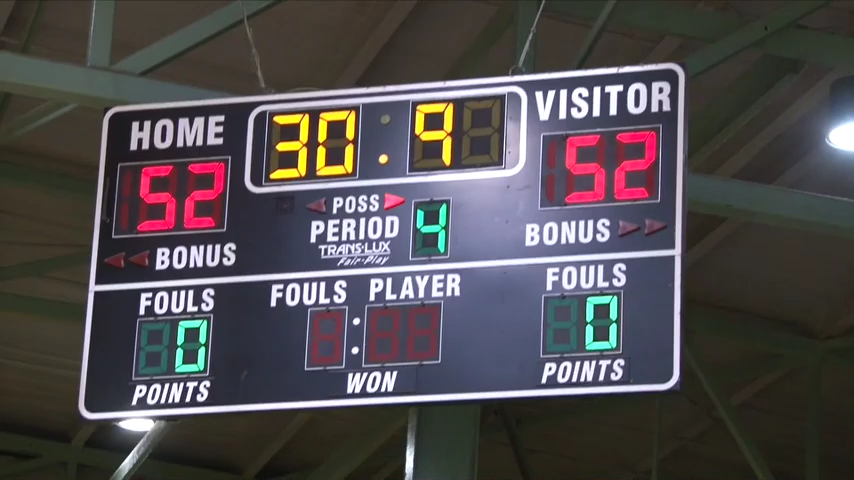 HOME 30.9 VISITOR
52 52
POSS
PERIOD 4
TRANS-LUX
Fair-Play
BONUS BONUS
FOULS FOULS PLAYER FOULS
0 : 0
POINTS WON POINTS